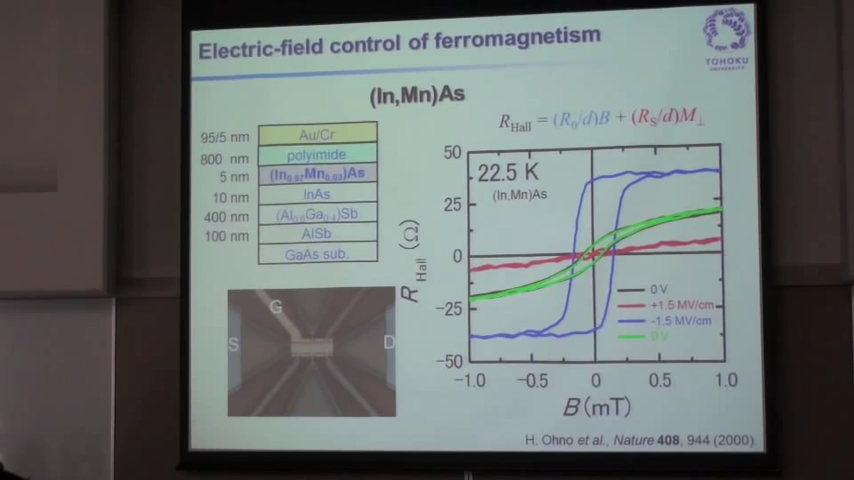 Electric-field control of ferromagnetism
TOHOKU
UNIVERSITY
(In,Mn)As
R_Hall = (R_0/d)B + (R_S/d)M_⊥
95/5 nm Au/Cr
800 nm polyimide
5 nm (In0.97Mn0.03)As
10 nm InAs
400 nm (Al0.6Ga0.4)Sb
100 nm AlSb
GaAs sub.
G
S
D
50
25
0
−25
−50
R_Hall (Ω)
22.5 K
(In,Mn)As
0 V
+1.5 MV/cm
-1.5 MV/cm
0 V
−1.0 −0.5 0 0.5 1.0
B (mT)
H. Ohno et al., Nature 408, 944 (2000).